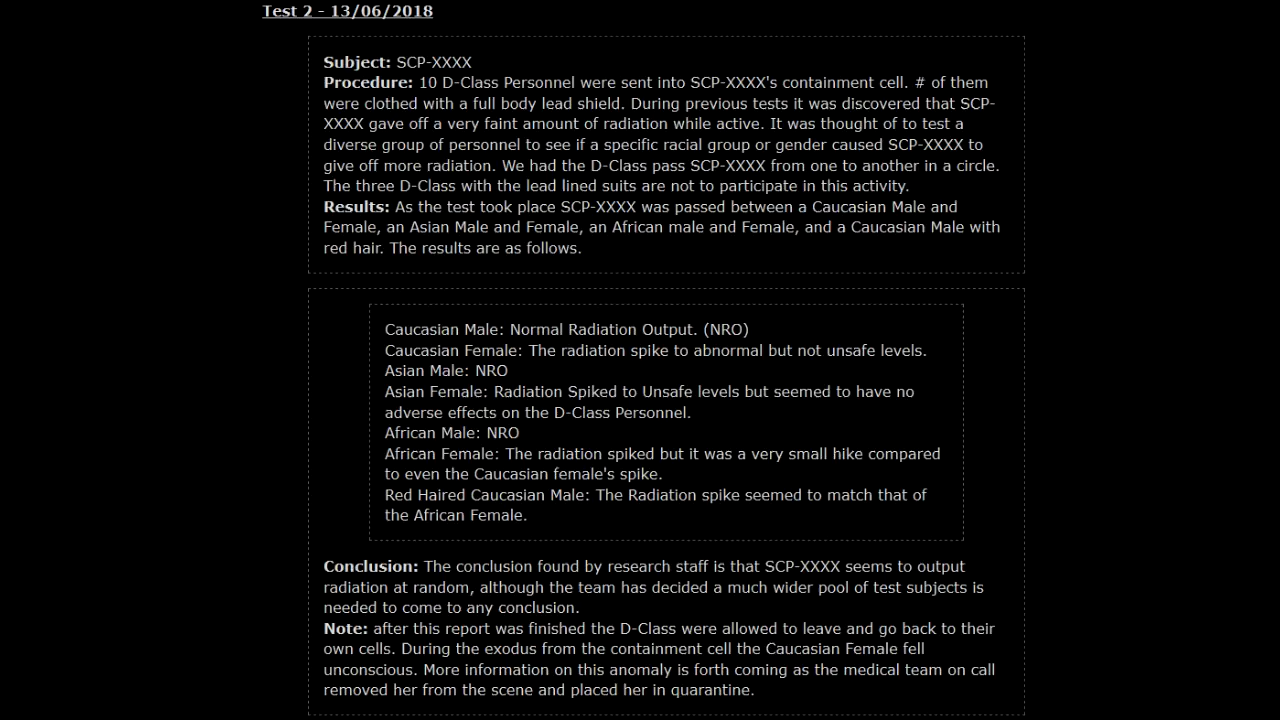 Test 2 - 13/06/2018
Subject: SCP-XXXX
Procedure: 10 D-Class Personnel were sent into SCP-XXXX's containment cell. # of them
were clothed with a full body lead shield. During previous tests it was discovered that SCP-
XXXX gave off a very faint amount of radiation while active. It was thought of to test a
diverse group of personnel to see if a specific racial group or gender caused SCP-XXXX to
give off more radiation. We had the D-Class pass SCP-XXXX from one to another in a circle.
The three D-Class with the lead lined suits are not to participate in this activity.
Results: As the test took place SCP-XXXX was passed between a Caucasian Male and
Female, an Asian Male and Female, an African male and Female, and a Caucasian Male with
red hair. The results are as follows.
Caucasian Male: Normal Radiation Output. (NRO)
Caucasian Female: The radiation spike to abnormal but not unsafe levels.
Asian Male: NRO
Asian Female: Radiation Spiked to Unsafe levels but seemed to have no
adverse effects on the D-Class Personnel.
African Male: NRO
African Female: The radiation spiked but it was a very small hike compared
to even the Caucasian female's spike.
Red Haired Caucasian Male: The Radiation spike seemed to match that of
the African Female.
Conclusion: The conclusion found by research staff is that SCP-XXXX seems to output
radiation at random, although the team has decided a much wider pool of test subjects is
needed to come to any conclusion.
Note: after this report was finished the D-Class were allowed to leave and go back to their
own cells. During the exodus from the containment cell the Caucasian Female fell
unconscious. More information on this anomaly is forth coming as the medical team on call
removed her from the scene and placed her in quarantine.